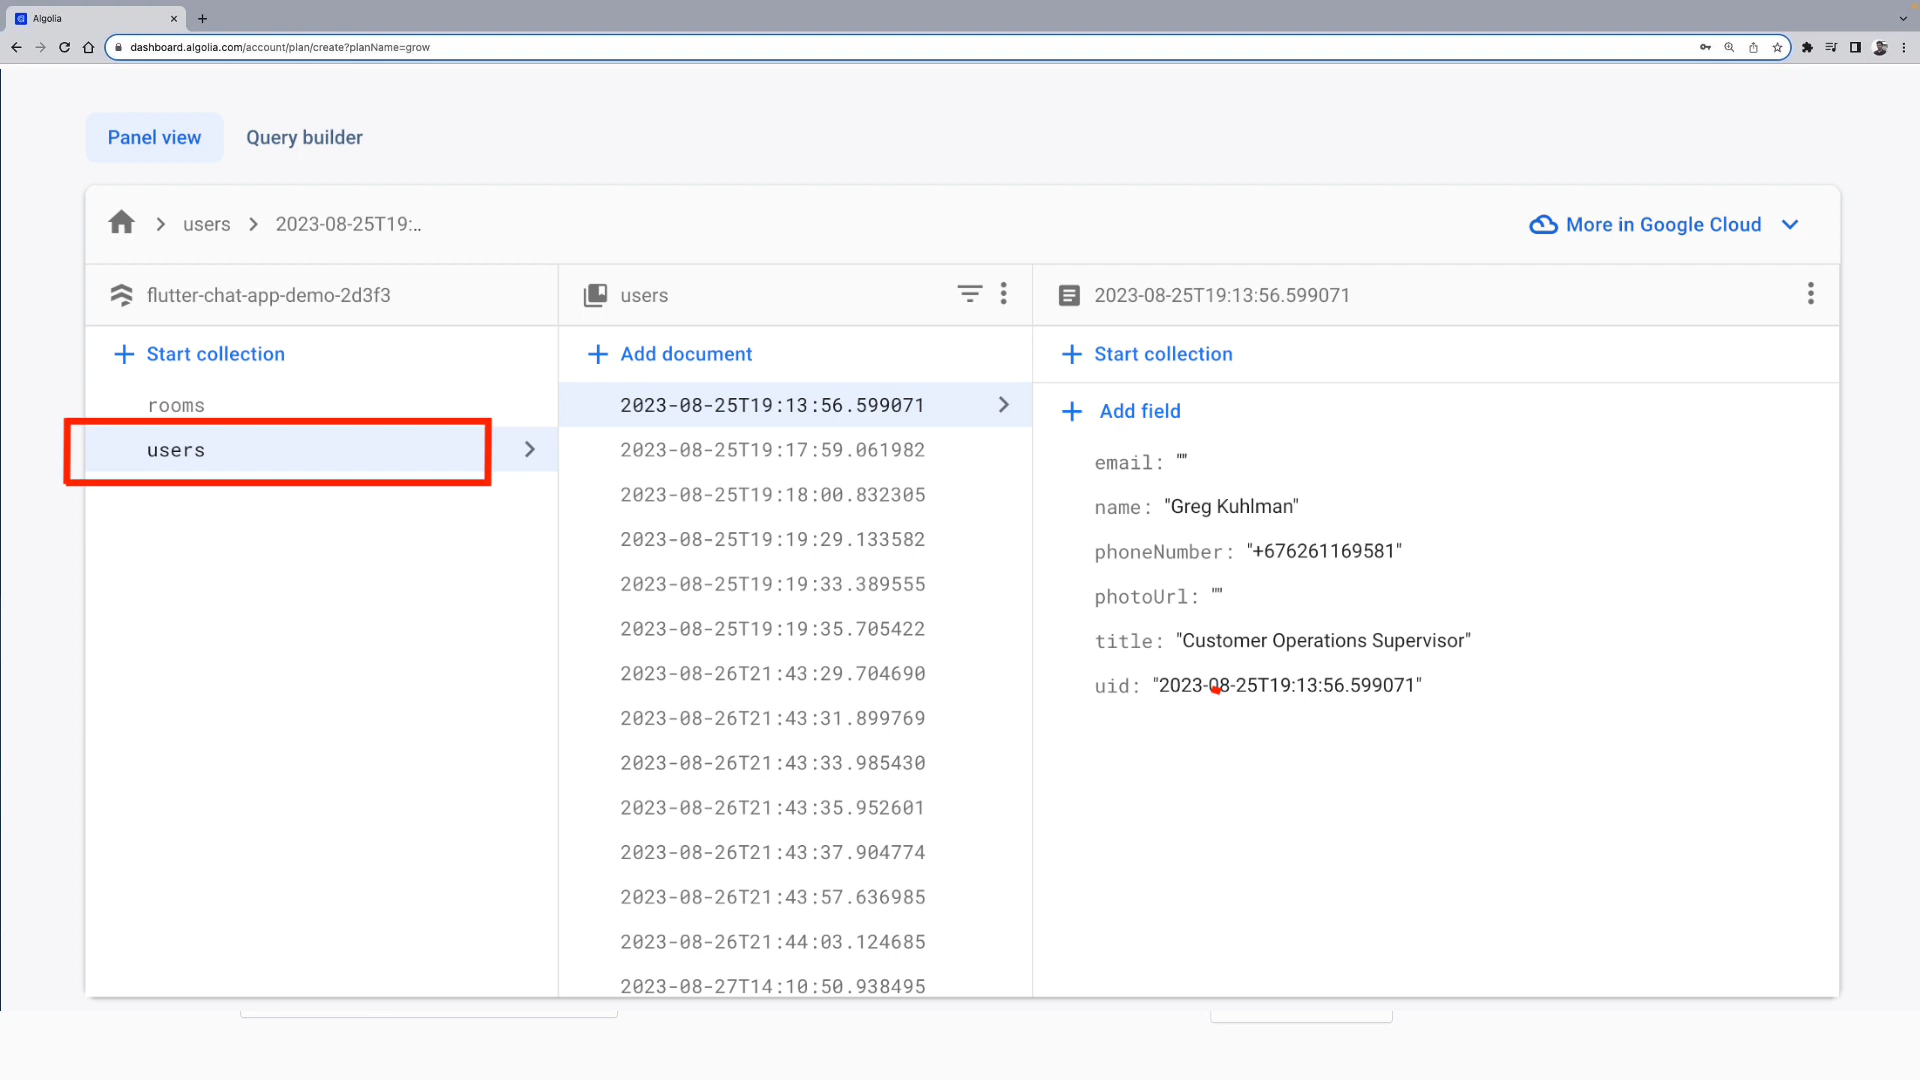 Algolia
dashboard.algolia.com/account/plan/create?planName=grow
Panel view
Query builder
users
2023-08-25T19:..
More in Google Cloud
flutter-chat-app-demo-2d3f3
users
2023-08-25T19:13:56.599071
Start collection
Add document
Start collection
rooms
users
2023-08-25T19:13:56.599071
2023-08-25T19:17:59.061982
2023-08-25T19:18:00.832305
2023-08-25T19:19:29.133582
2023-08-25T19:19:33.389555
2023-08-25T19:19:35.705422
2023-08-26T21:43:29.704690
2023-08-26T21:43:31.899769
2023-08-26T21:43:33.985430
2023-08-26T21:43:35.952601
2023-08-26T21:43:37.904774
2023-08-26T21:43:57.636985
2023-08-26T21:44:03.124685
2023-08-27T14:10:50.938495
Add field
email: ""
name: "Greg Kuhlman"
phoneNumber: "+676261169581"
photoUrl: ""
title: "Customer Operations Supervisor"
uid: "2023-08-25T19:13:56.599071"